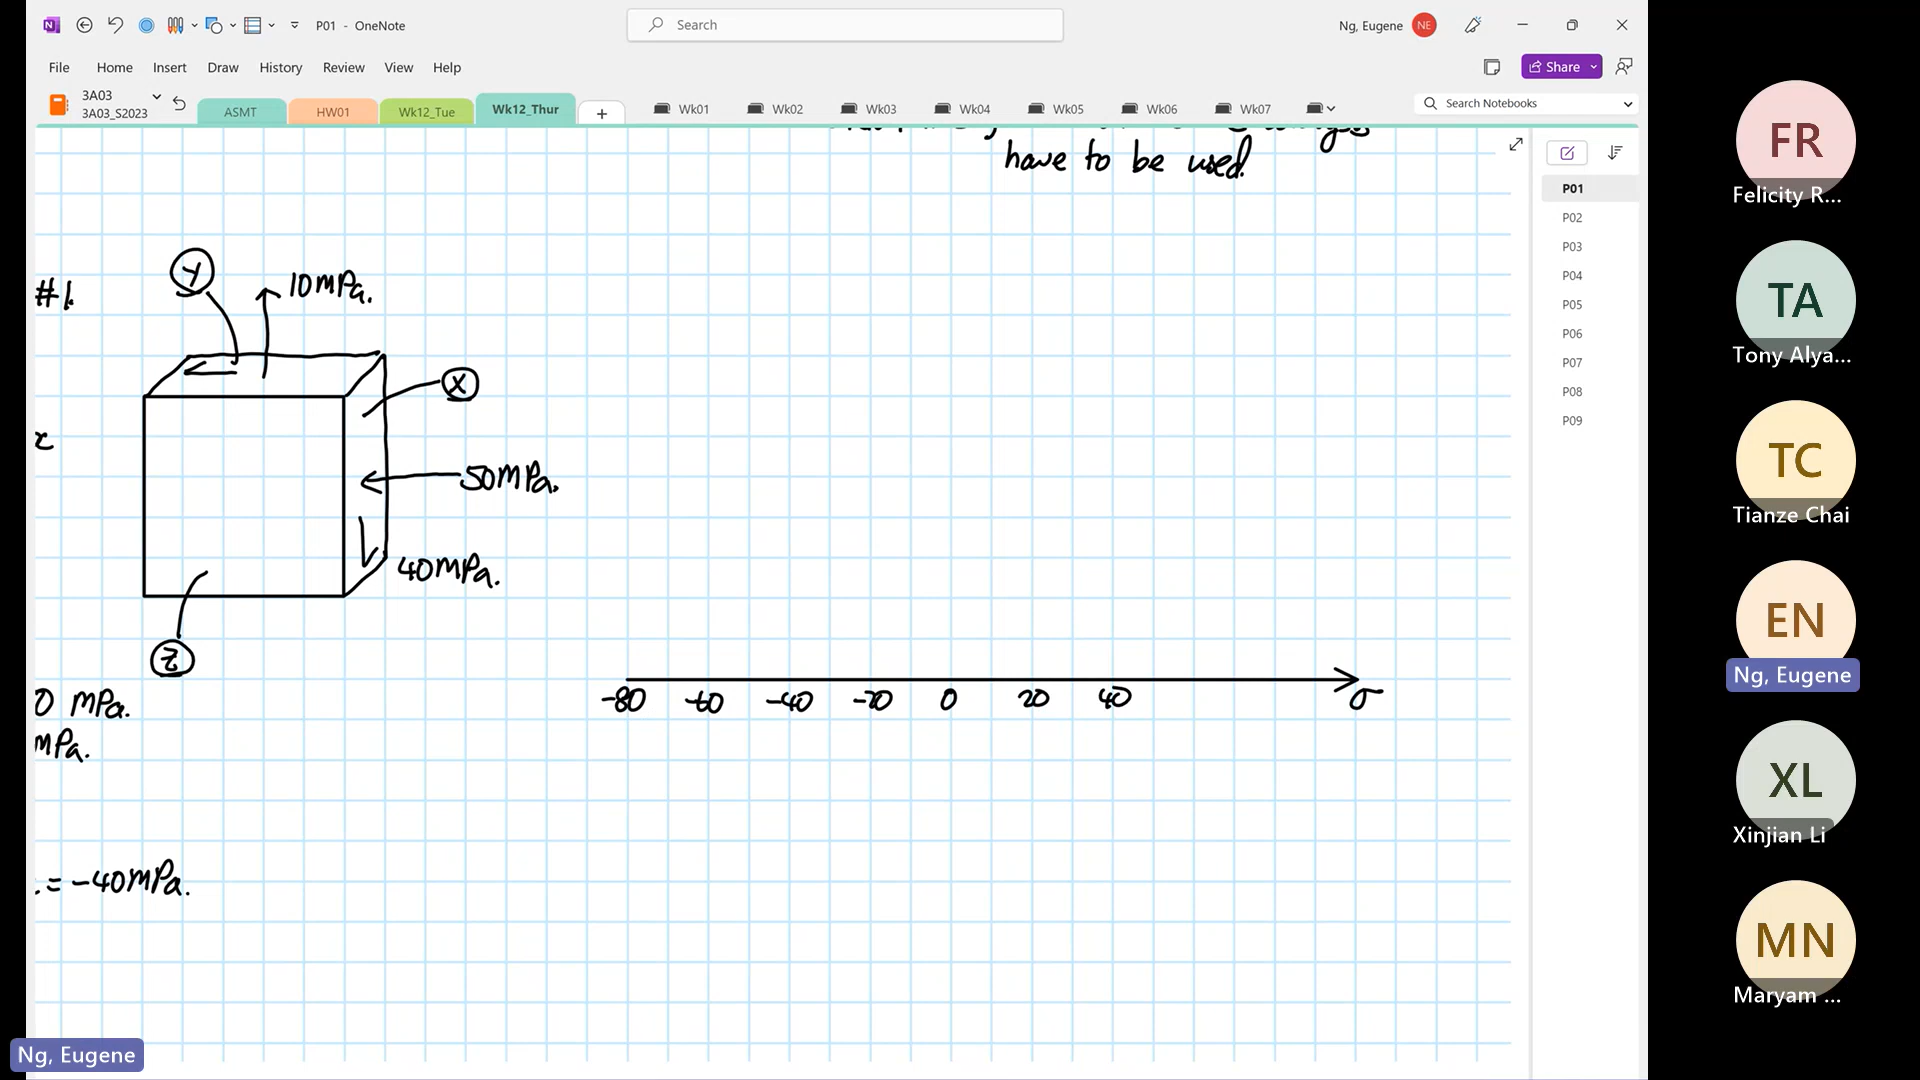 P01 - OneNote
Search
Ng, Eugene
NE
File
Home
Insert
Draw
History
Review
View
Help
Share
3A03
3A03_S2023
ASMT
HW01
Wk12_Tue
Wk12_Thur
+
Wk01
Wk02
Wk03
Wk04
Wk05
Wk06
Wk07
Search Notebooks
have to be used.
#1.
y
10MPa.
x
x
50MPa.
40MPa.
z
-80
-60
-40
-20
0
20
40
σ
0 MPa.
MPa.
. = -40MPa.
P01
P02
P03
P04
P05
P06
P07
P08
P09
FR
Felicity R...
TA
Tony Alya...
TC
Tianze Chai
EN
Ng, Eugene
XL
Xinjian Li
MN
Maryam ...
Ng, Eugene